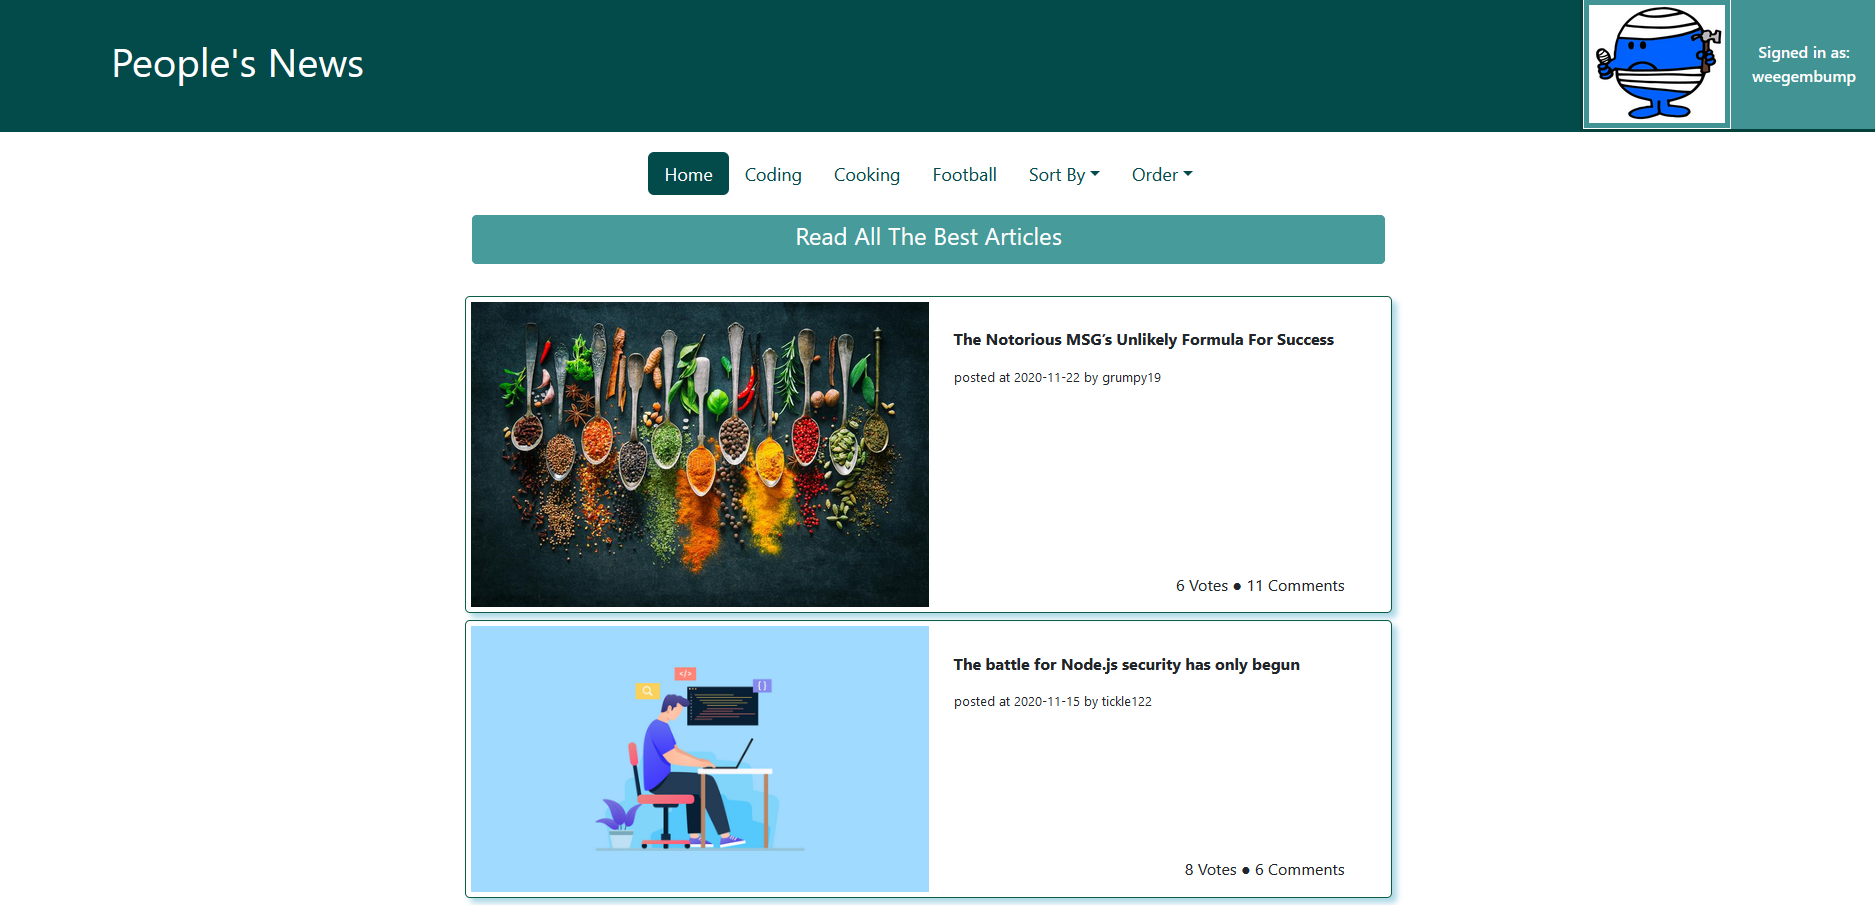 People's News
Signed in as:
weegembump
Home Coding Cooking Football Sort By Order
Read All The Best Articles
The Notorious MSG’s Unlikely Formula For Success
posted at 2020-11-22 by grumpy19
6 Votes ● 11 Comments
</>
{}
The battle for Node.js security has only begun
posted at 2020-11-15 by tickle122
8 Votes ● 6 Comments